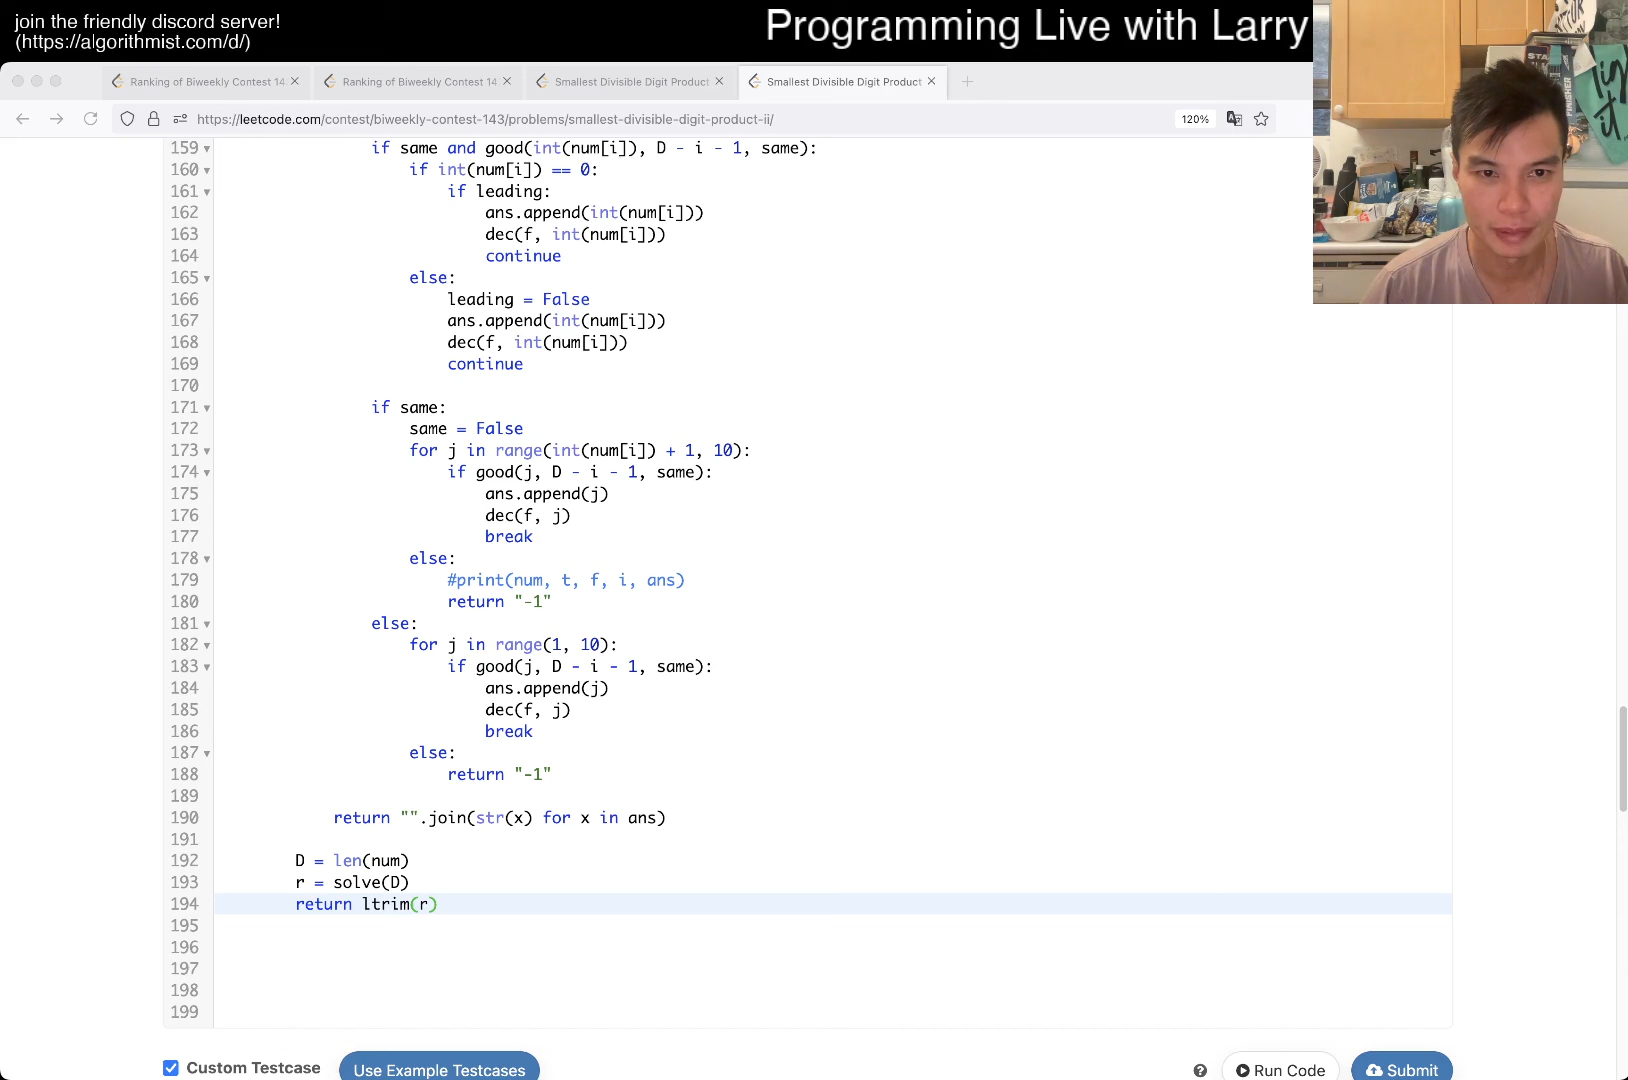 join the friendly discord server!
(https://algorithmist.com/d/)
Programming Live with Larry
Ranking of Biweekly Contest 14
Ranking of Biweekly Contest 14
Smallest Divisible Digit Product
Smallest Divisible Digit Product
https://leetcode.com/contest/biweekly-contest-143/problems/smallest-divisible-digit-product-ii/
120%
159 if same and good(int(num[i]), D - i - 1, same):
160 if int(num[i]) == 0:
161 if leading:
162 ans.append(int(num[i]))
163 dec(f, int(num[i]))
164 continue
165 else:
166 leading = False
167 ans.append(int(num[i]))
168 dec(f, int(num[i]))
169 continue
170
171 if same:
172 same = False
173 for j in range(int(num[i]) + 1, 10):
174 if good(j, D - i - 1, same):
175 ans.append(j)
176 dec(f, j)
177 break
178 else:
179 #print(num, t, f, i, ans)
180 return "-1"
181 else:
182 for j in range(1, 10):
183 if good(j, D - i - 1, same):
184 ans.append(j)
185 dec(f, j)
186 break
187 else:
188 return "-1"
189
190 return "".join(str(x) for x in ans)
191
192 D = len(num)
193 r = solve(D)
194 return ltrim(r)
195
196
197
198
199
Custom Testcase
Use Example Testcases
Run Code
Submit